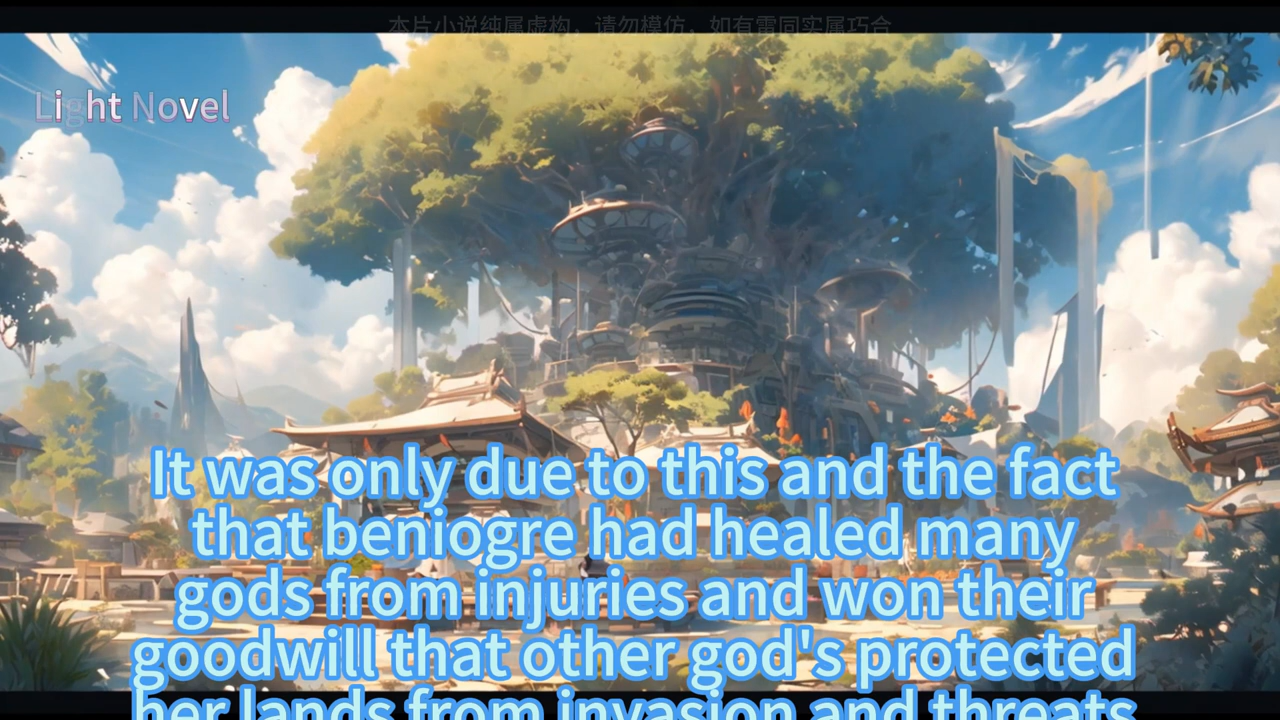 本片小说纯属虚构，请勿模仿，如有雷同实属巧合
Light Novel
It was only due to this and the fact
that beniogre had healed many
gods from injuries and won their
goodwill that other god's protected
her lands from invasion and threats